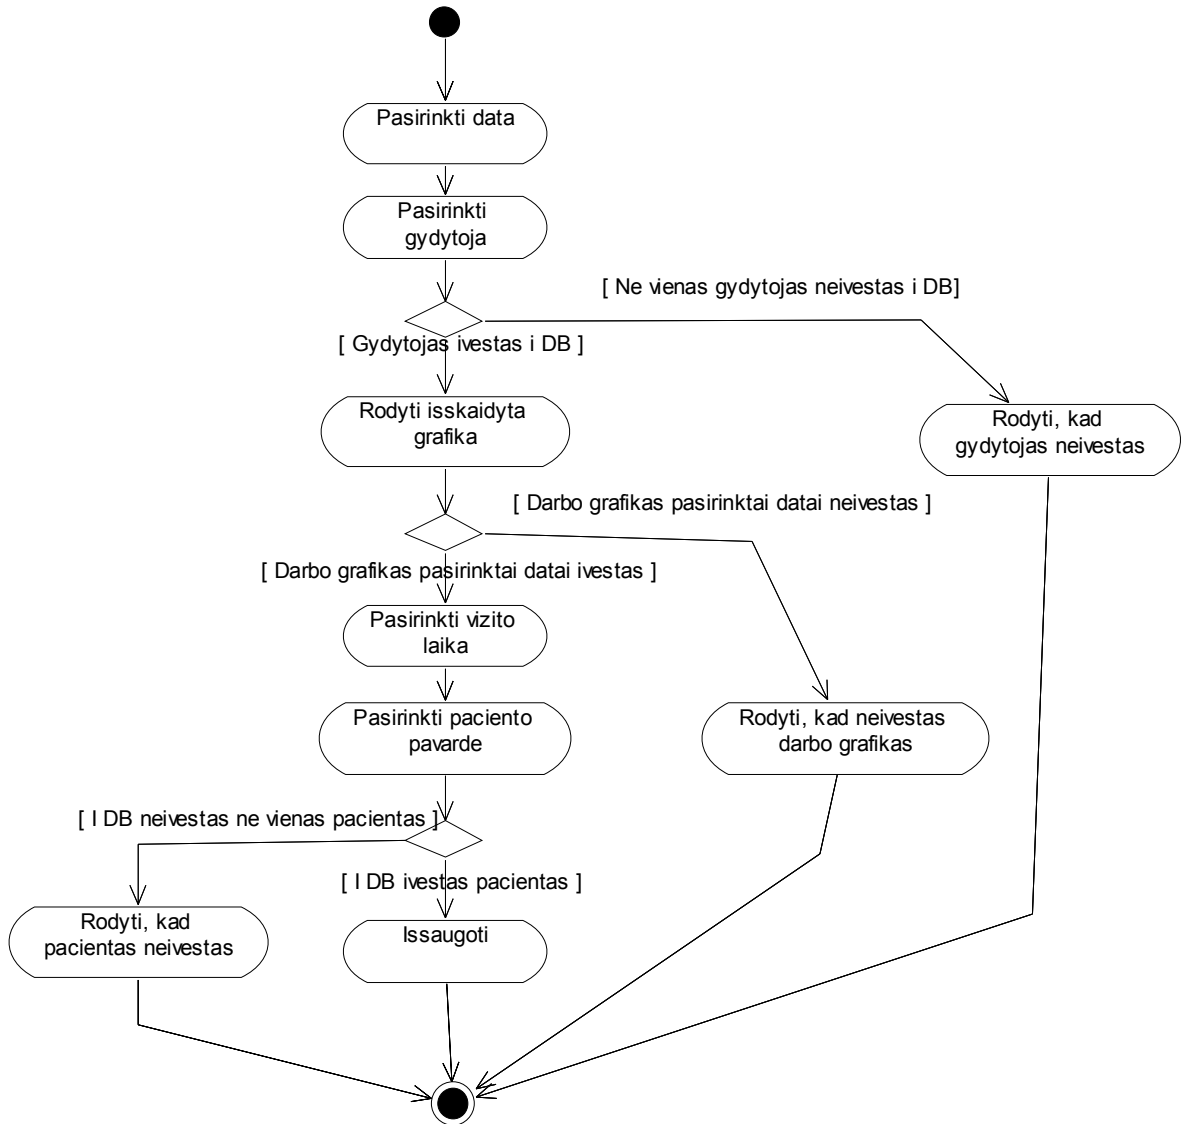 Pasirinkti data
Pasirinkti
gydytoja
[ Ne vienas gydytojas neivestas i DB]
[ Gydytojas ivestas i DB ]
Rodyti isskaidyta
grafika
Rodyti, kad
gydytojas neivestas
[ Darbo grafikas pasirinktai datai neivestas ]
[ Darbo grafikas pasirinktai datai ivestas ]
Pasirinkti vizito
laika
Pasirinkti paciento
pavarde
Rodyti, kad neivestas
darbo grafikas
[ I DB neivestas ne vienas pacientas ]
[ I DB ivestas pacientas ]
Rodyti, kad
pacientas neivestas
Issaugoti